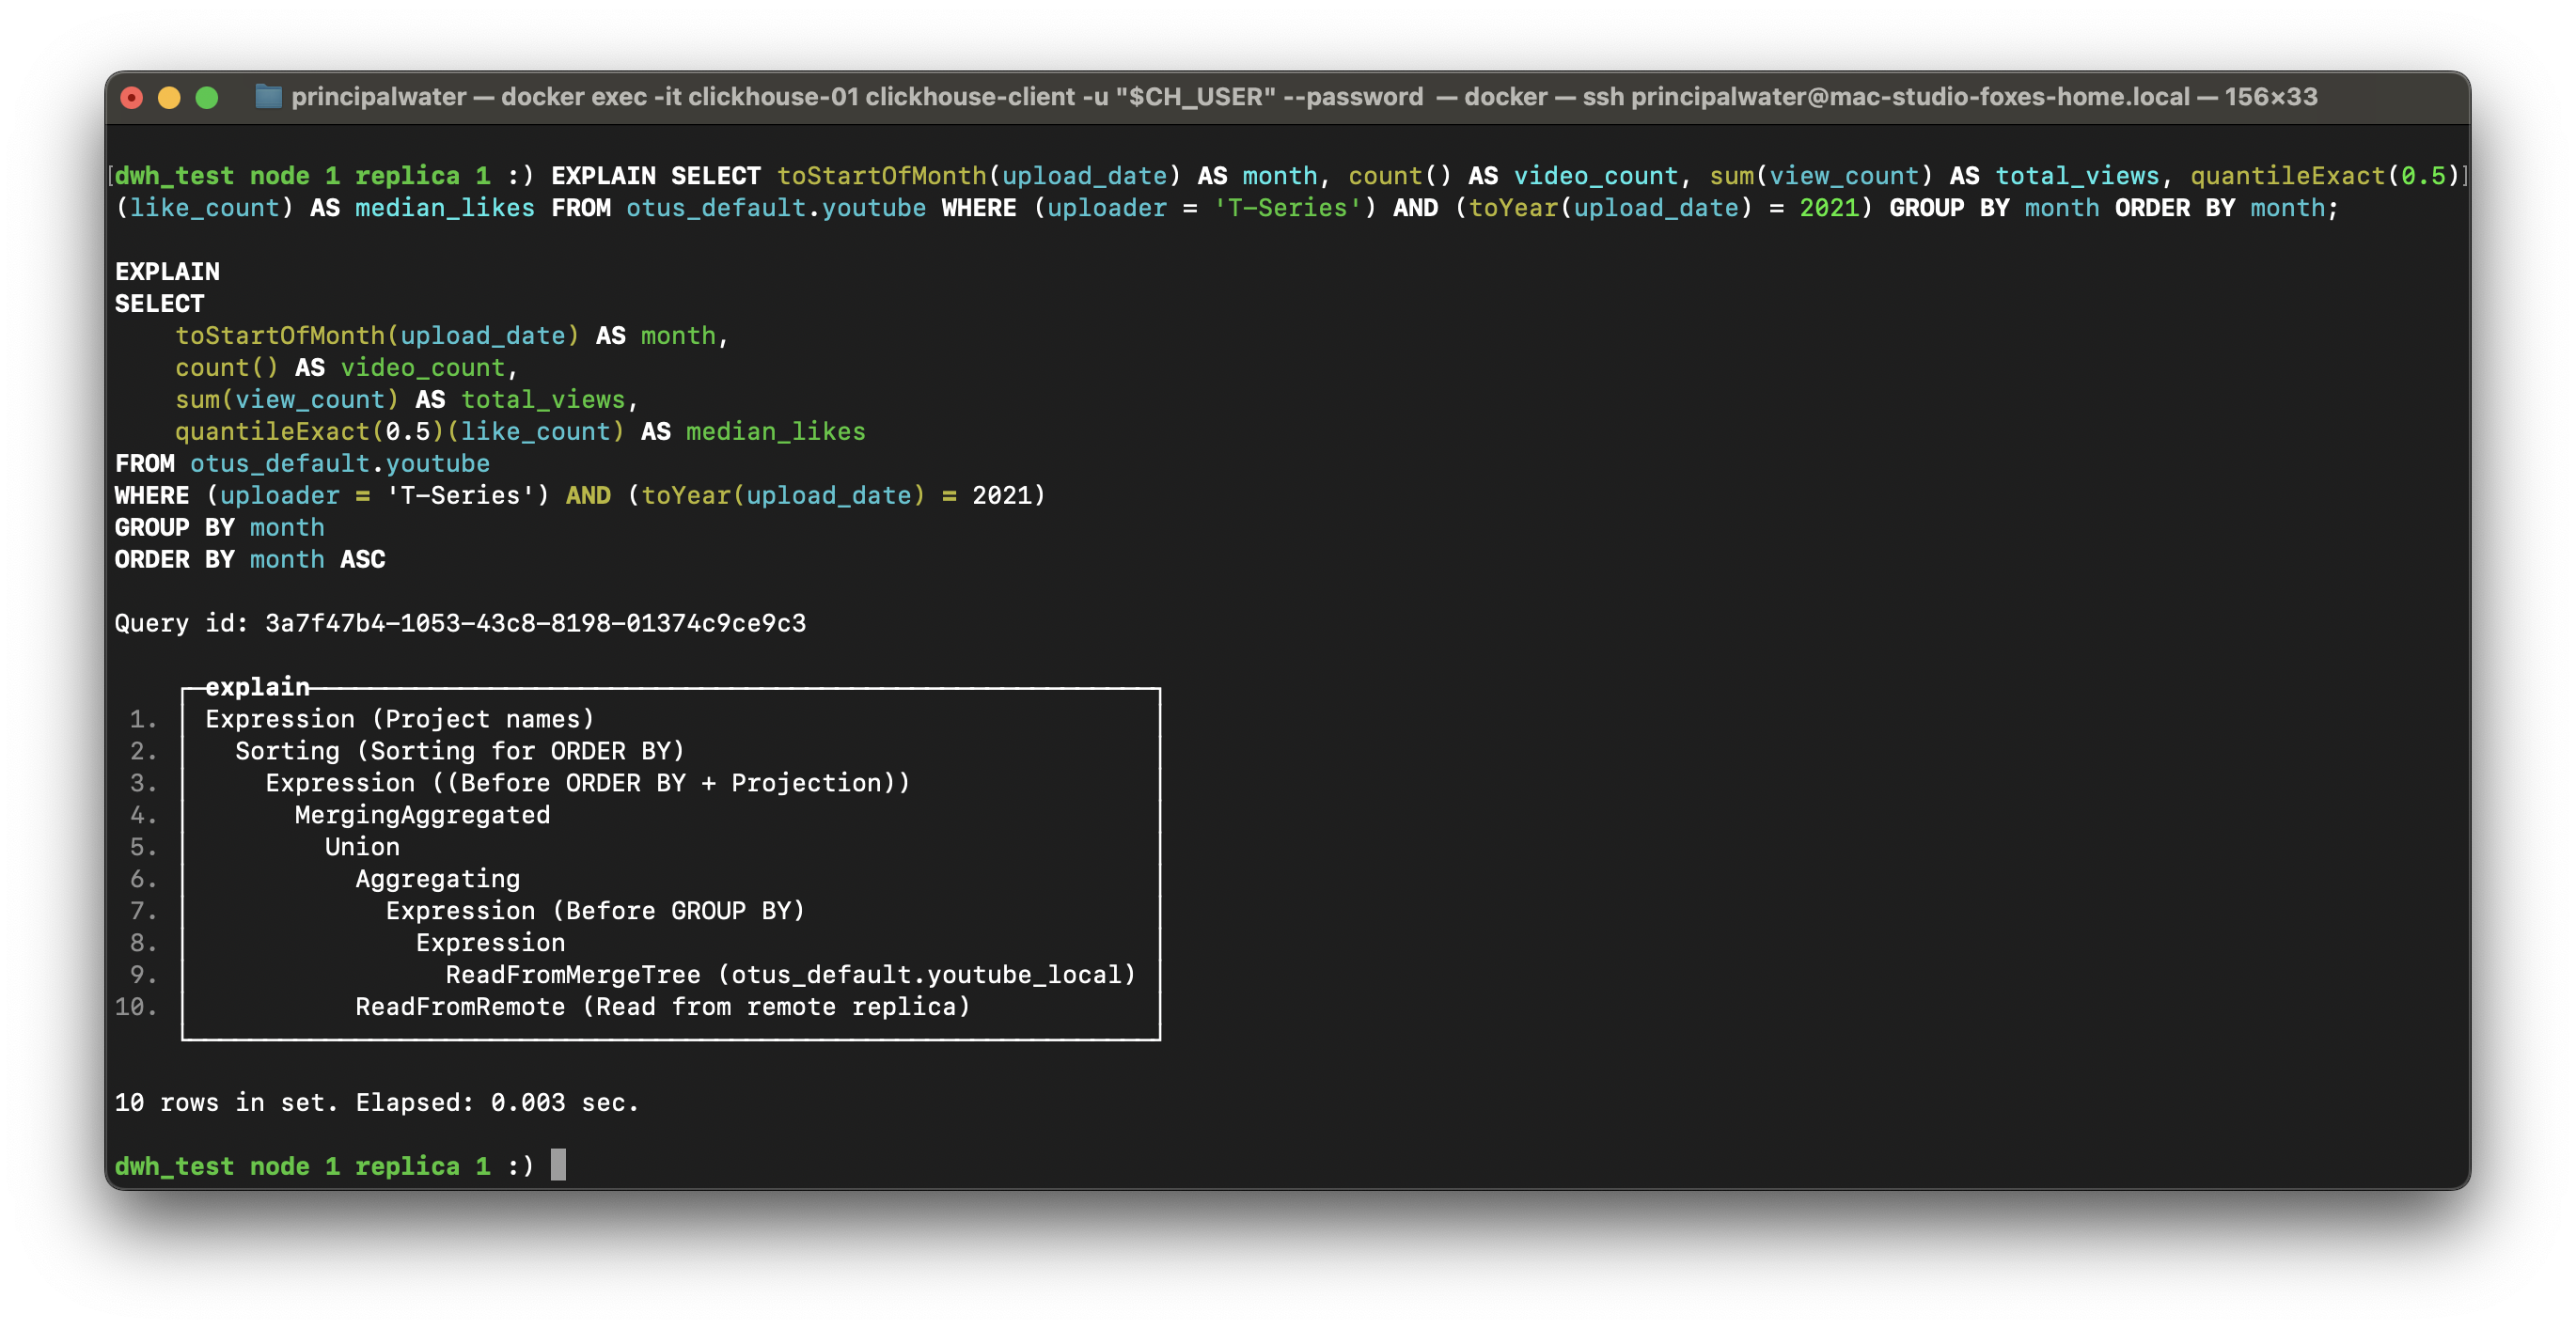 principalwater — docker exec -it clickhouse-01 clickhouse-client -u "$CH_USER" --password — docker — ssh principalwater@mac-studio-foxes-home.local — 156×33
dwh_test node 1 replica 1 :) EXPLAIN SELECT toStartOfMonth(upload_date) AS month, count() AS video_count, sum(view_count) AS total_views, quantileExact(0.5)
(like_count) AS median_likes FROM otus_default.youtube WHERE (uploader = 'T-Series') AND (toYear(upload_date) = 2021) GROUP BY month ORDER BY month;
EXPLAIN
SELECT
    toStartOfMonth(upload_date) AS month,
    count() AS video_count,
    sum(view_count) AS total_views,
    quantileExact(0.5)(like_count) AS median_likes
FROM otus_default.youtube
WHERE (uploader = 'T-Series') AND (toYear(upload_date) = 2021)
GROUP BY month
ORDER BY month ASC
Query id: 3a7f47b4-1053-43c8-8198-01374c9ce9c3
explain
1. Expression (Project names)
2. Sorting (Sorting for ORDER BY)
3. Expression ((Before ORDER BY + Projection))
4. MergingAggregated
5. Union
6. Aggregating
7. Expression (Before GROUP BY)
8. Expression
9. ReadFromMergeTree (otus_default.youtube_local)
10. ReadFromRemote (Read from remote replica)
10 rows in set. Elapsed: 0.003 sec.
dwh_test node 1 replica 1 :)